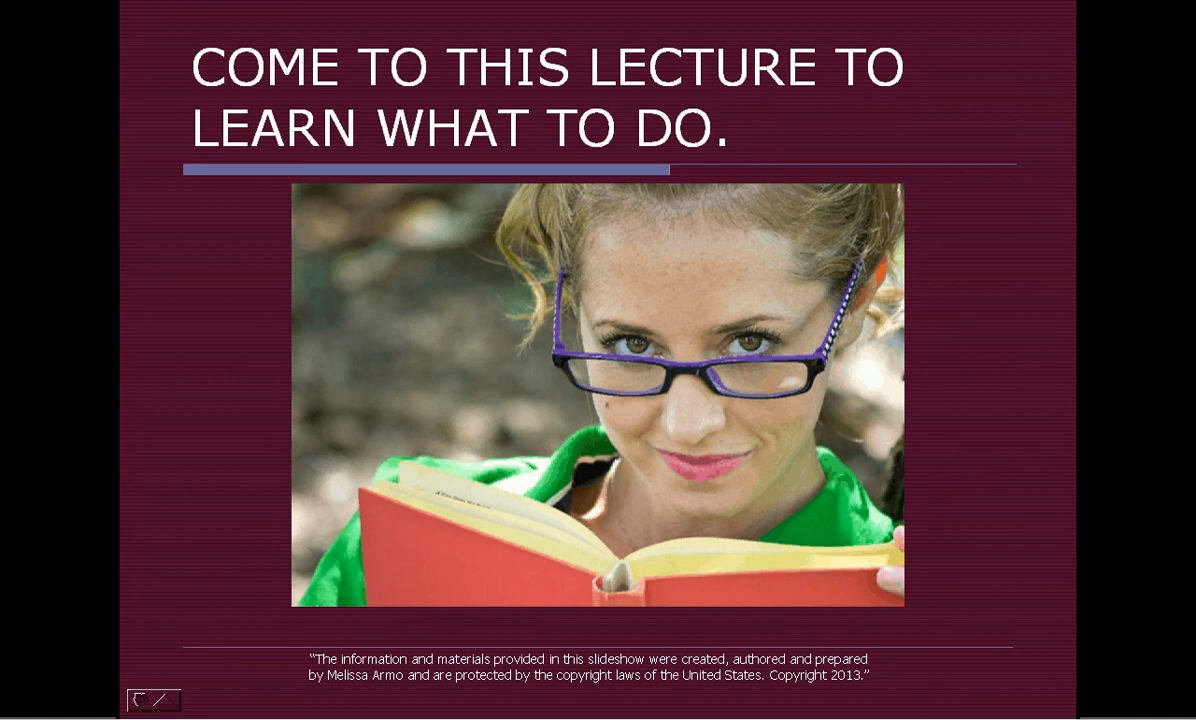 COME TO THIS LECTURE TO
LEARN WHAT TO DO.
“The information and materials provided in this slideshow were created, authored and prepared
by Melissa Armo and are protected by the copyright laws of the United States. Copyright 2013.”